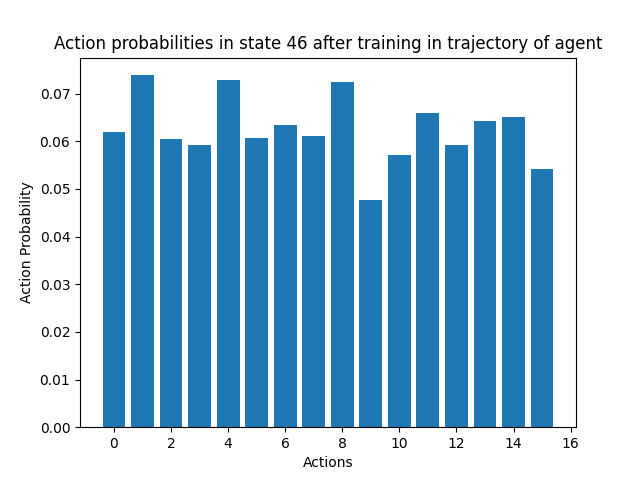 Action probabilities in state 46 after training in trajectory of agent
0.07
0.06
0.05
0.04
0.03
0.02
0.01
0.00
Action Probability
0 2 4 6 8 10 12 14 16
Actions